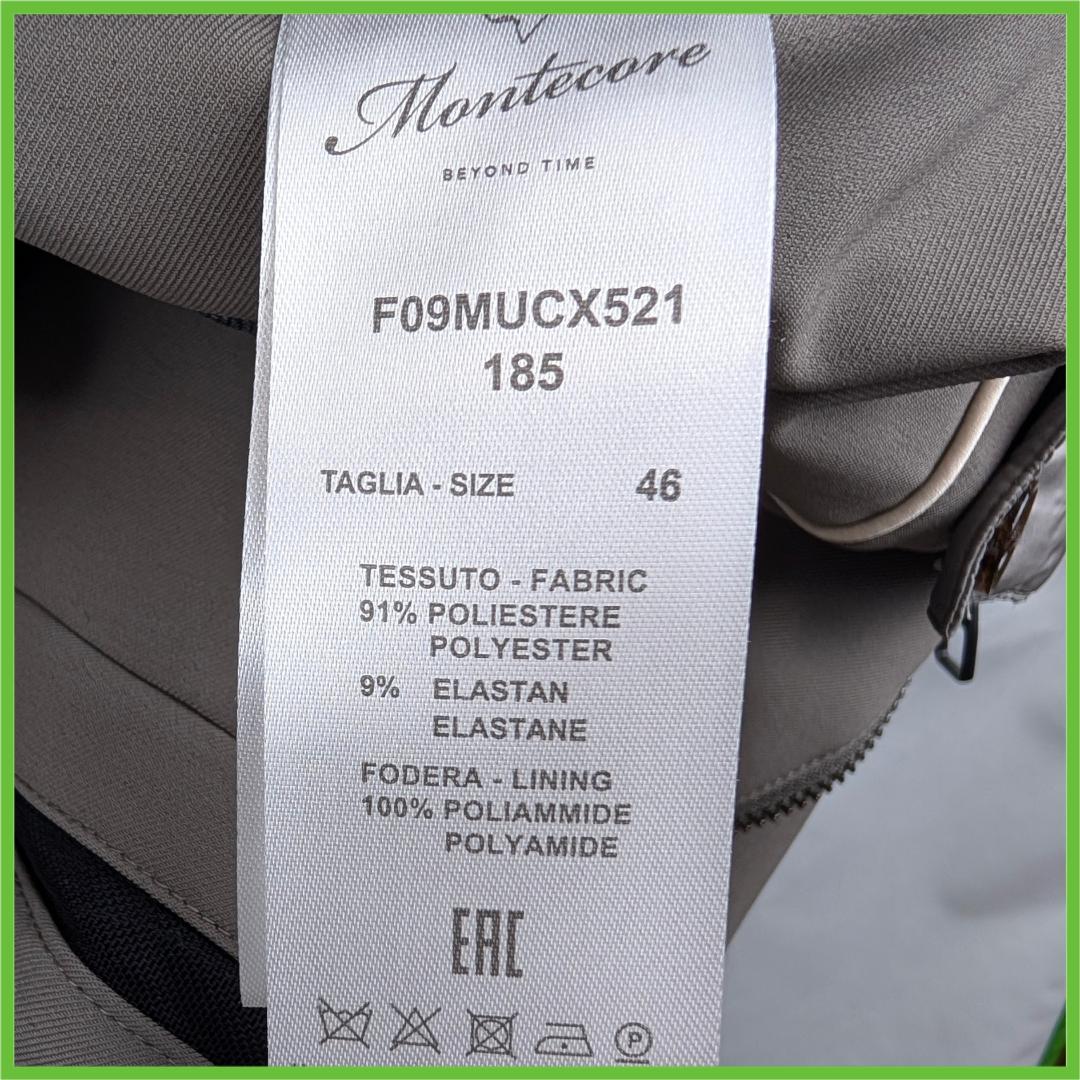 Montecore
BEYOND TIME
F09MUCX521
185
TAGLIA - SIZE 46
TESSUTO - FABRIC
91% POLIESTERE
POLYESTER
9% ELASTAN
ELASTANE
FODERA - LINING
100% POLIAMMIDE
POLYAMIDE
EAC
P